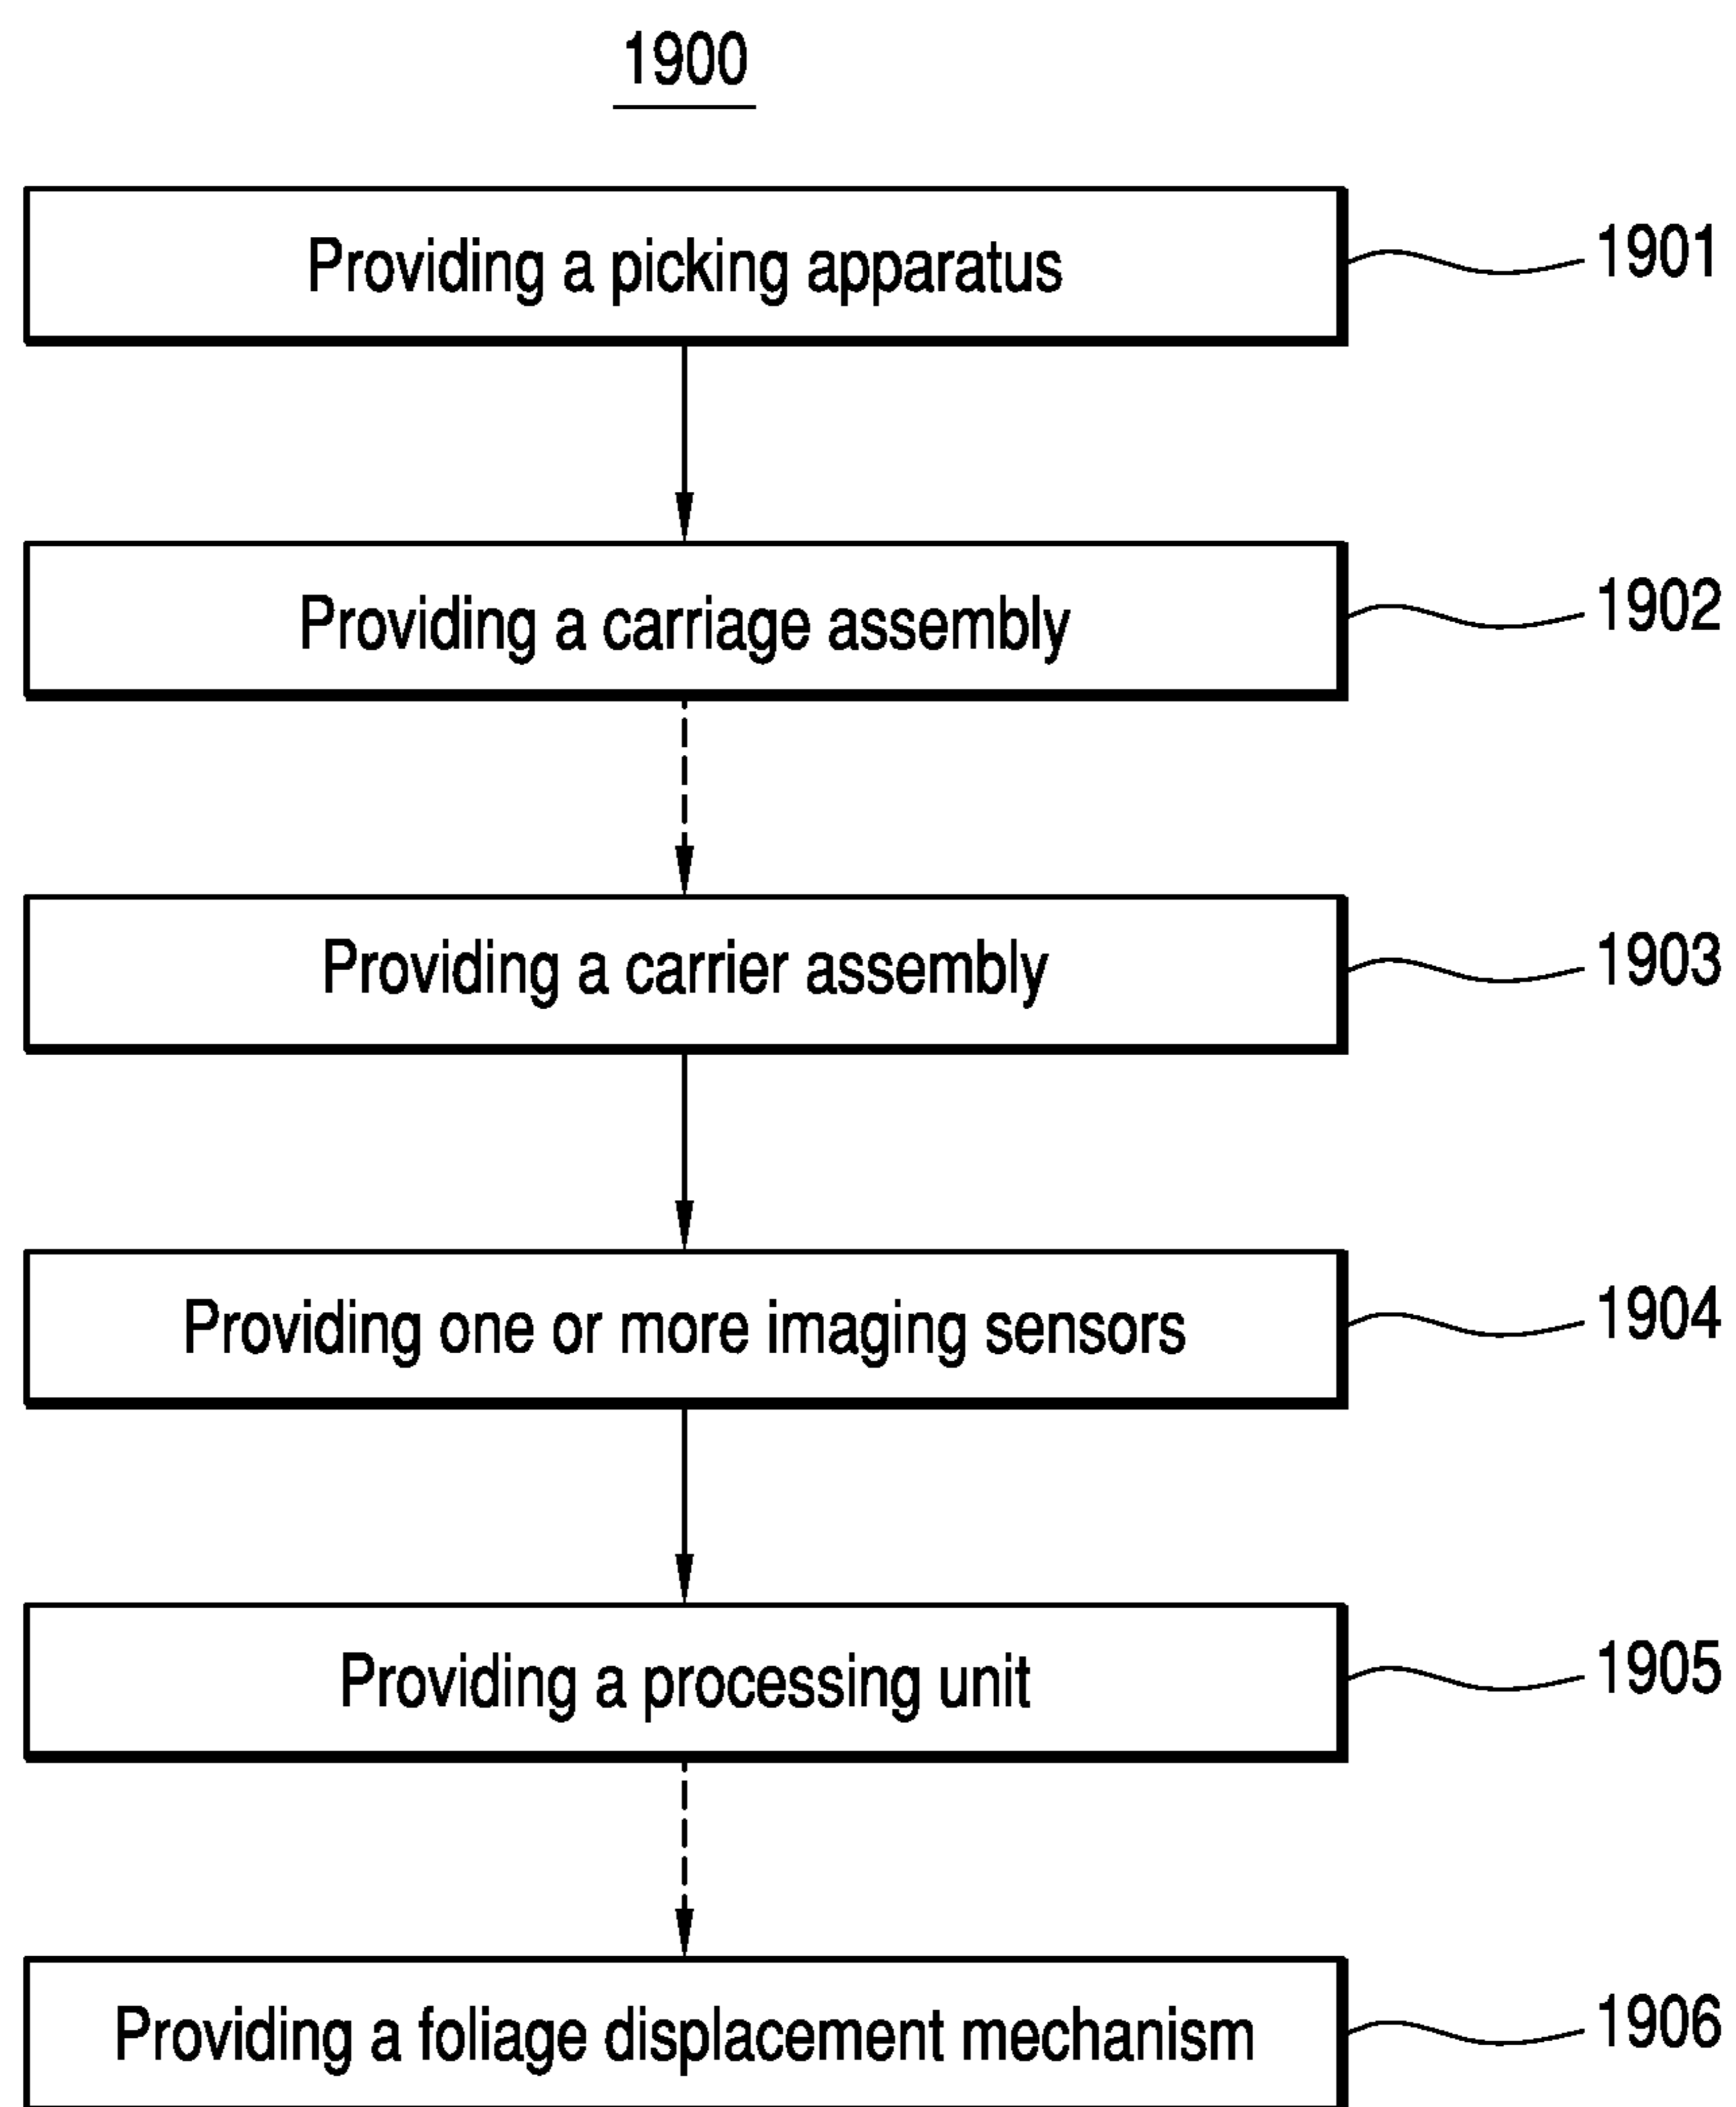 1900
Providing a picking apparatus 1901
Providing a carriage assembly 1902
Providing a carrier assembly 1903
Providing one or more imaging sensors 1904
Providing a processing unit 1905
Providing a foliage displacement mechanism 1906